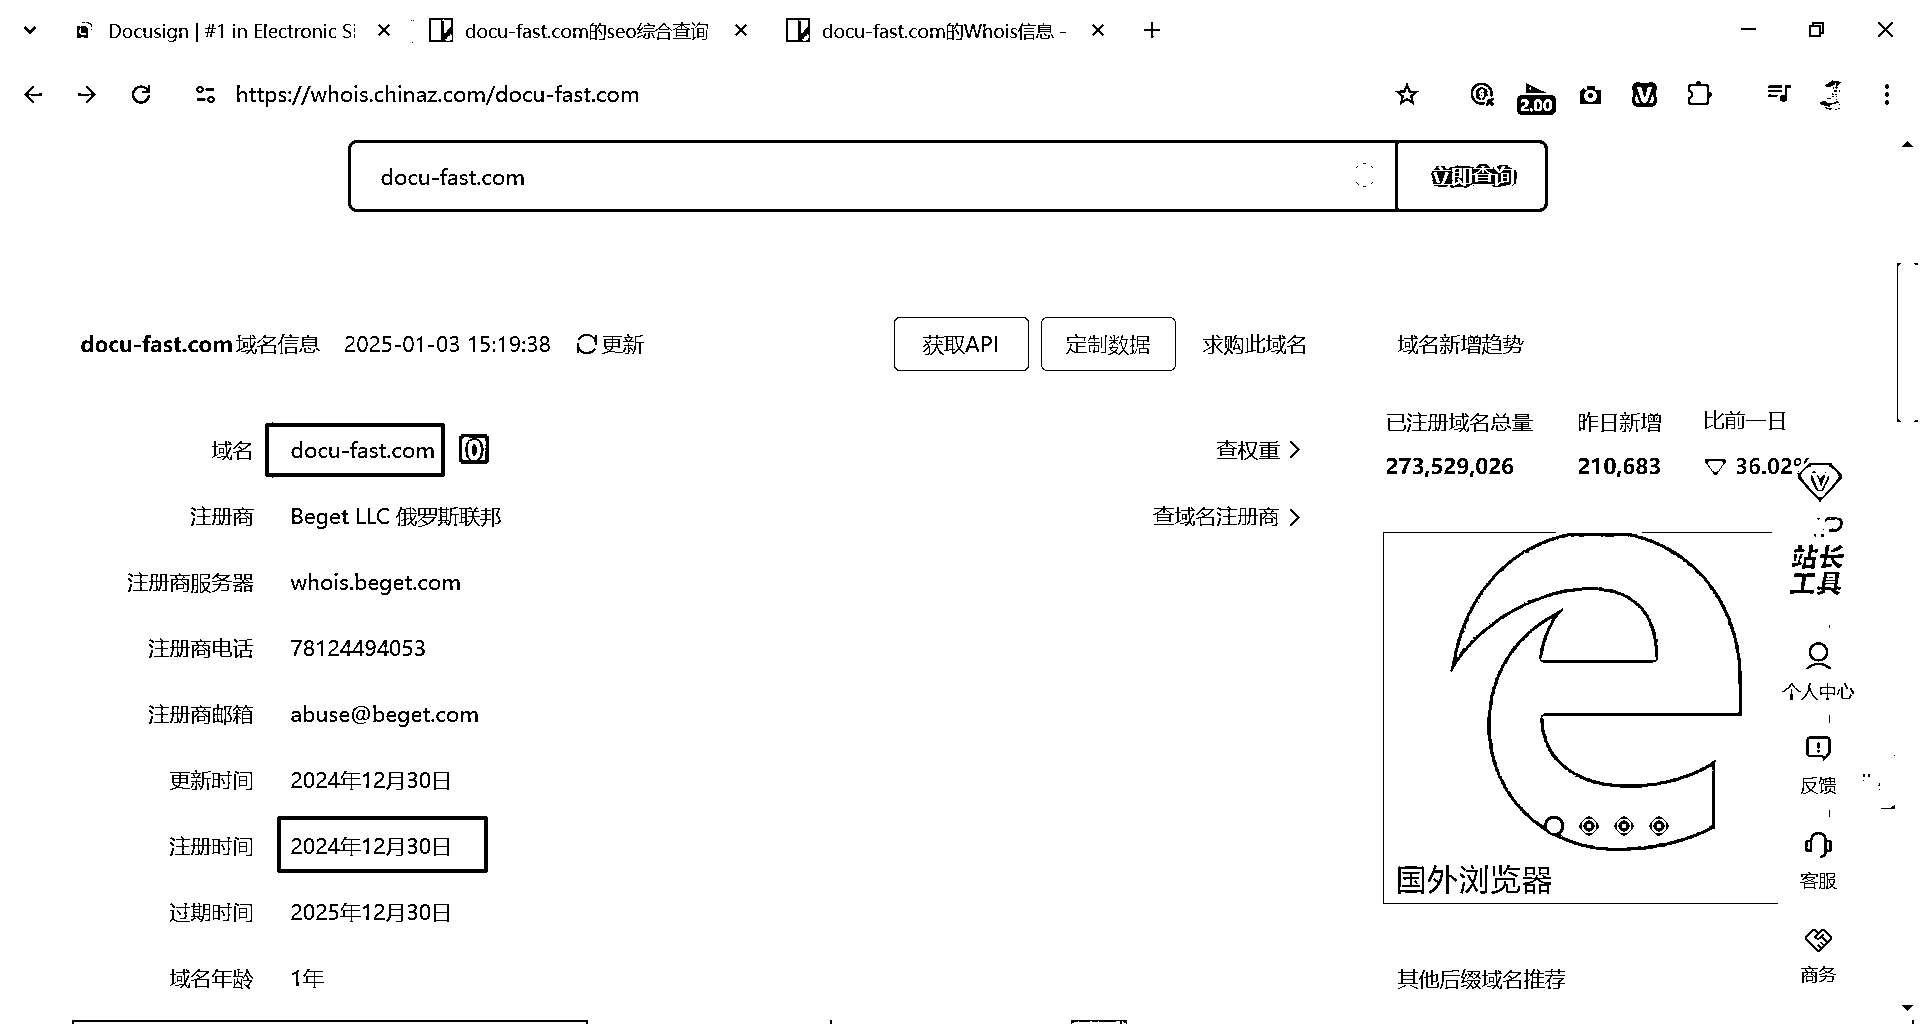 Docusign | #1 in Electronic Si
docu-fast.com的seo综合查询
docu-fast.com的Whois信息 -
https://whois.chinaz.com/docu-fast.com
2.00
docu-fast.com
立即查询
docu-fast.com域名信息 2025-01-03 15:19:38 更新
获取API
定制数据
求购此域名
域名 docu-fast.com
查权重
注册商 Beget LLC 俄罗斯联邦
查域名注册商
注册商服务器 whois.beget.com
注册商电话 78124494053
注册商邮箱 abuse@beget.com
更新时间 2024年12月30日
注册时间 2024年12月30日
过期时间 2025年12月30日
域名年龄 1年
域名新增趋势
已注册域名总量 昨日新增 比前一日
273,529,026 210,683 36.02%
国外浏览器
其他后缀域名推荐
站长
工具
个人中心
反馈
客服
商务